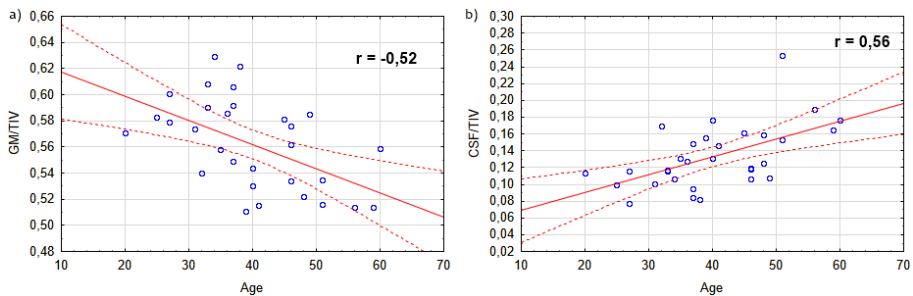 a)
0,66
0,64
0,62
0,60
0,58
0,56
0,54
0,52
0,50
0,48
GM/TIV
r = -0,52
10 20 30 40 50 60 70
Age
b)
0,30
0,28
0,26
0,24
0,22
0,20
0,18
0,16
0,14
0,12
0,10
0,08
0,06
0,04
0,02
CSF/TIV
r = 0,56
10 20 30 40 50 60 70
Age